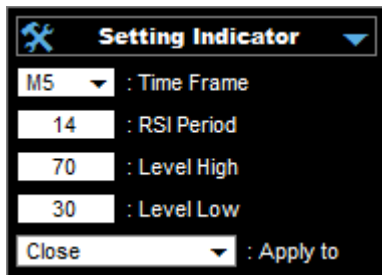 Setting Indicator
M5 : Time Frame
14 : RSI Period
70 : Level High
30 : Level Low
Close : Apply to